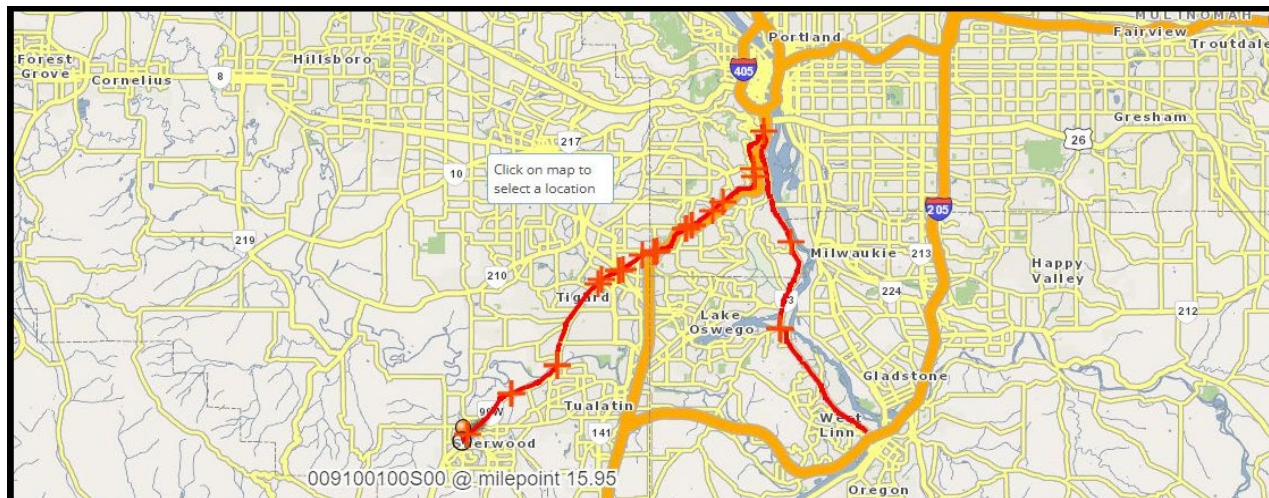 MULTNOMAH
Portland
Fairview
Troutdale
Forest
Grove
Hillsboro
Cornelius
8
405
Gresham
217
26
10
Click on map to
select a location
205
219
Milwaukie
213
Happy
Valley
210
Tigard
224
Lake
Oswego
212
Gladstone
99W
Tualatin
West
Linn
141
Sherwood
009100100S00 @ milepoint 15.95
Oregon